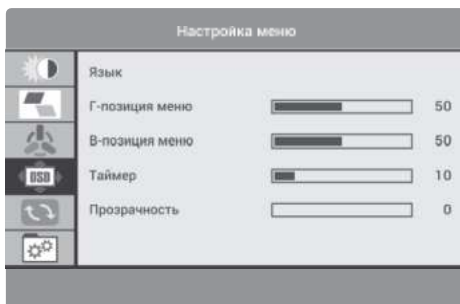 Настройка меню
Язык
Г-позиция меню 50
В-позиция меню 50
OSD
Таймер 10
Прозрачность 0